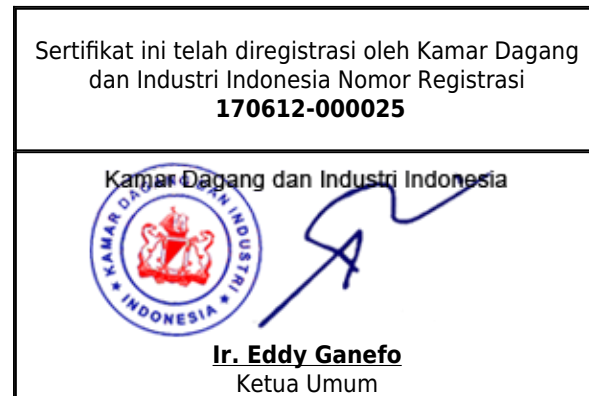 Sertifikat ini telah diregistrasi oleh Kamar Dagang
dan Industri Indonesia Nomor Registrasi
170612-000025
Kamar Dagang dan Industri Indonesia
KAMAR DAGANG DAN INDUSTRI
INDONESIA
Ir. Eddy Ganefo
Ketua Umum